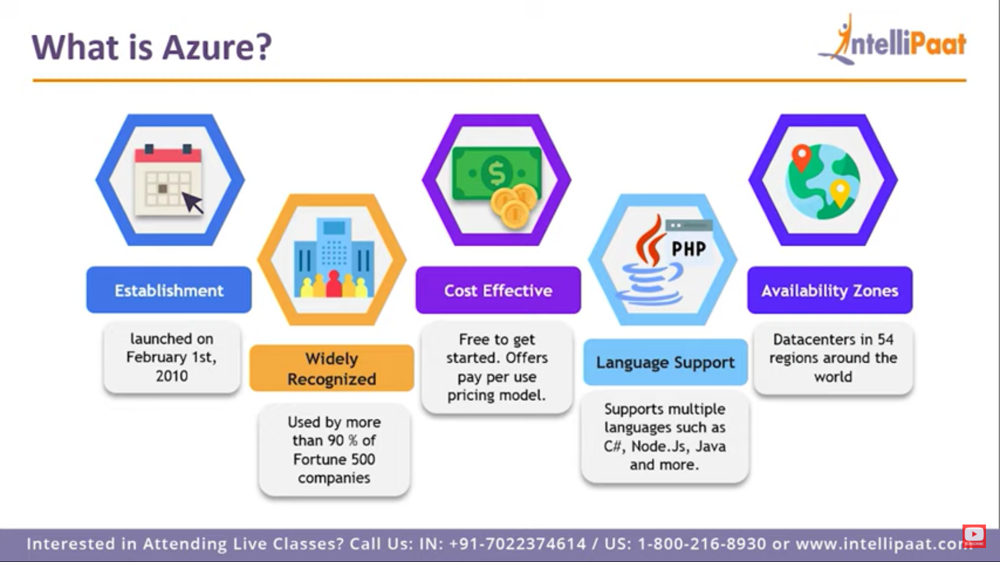 What is Azure?
IntelliPaat
PHP
Establishment
launched on
February 1st,
2010
Widely
Recognized
Used by more
than 90 % of
Fortune 500
companies
Cost Effective
Free to get
started. Offers
pay per use
pricing model.
Language Support
Supports multiple
languages such as
C#, Node.Js, Java
and more.
Availability Zones
Datacenters in 54
regions around the
world
Interested in Attending Live Classes? Call Us: IN: +91-7022374614 / US: 1-800-216-8930 or www.intellipaat.com
SUBSCRIBE